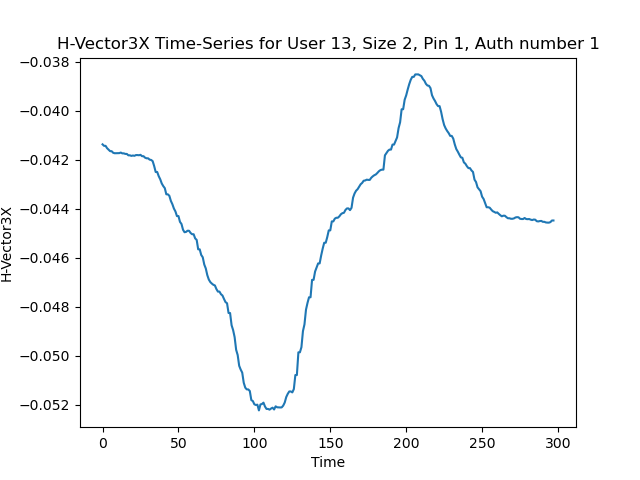 H-Vector3X Time-Series for User 13, Size 2, Pin 1, Auth number 1
−0.038
−0.040
−0.042
−0.044
−0.046
−0.048
−0.050
−0.052
H-Vector3X
0 50 100 150 200 250 300
Time